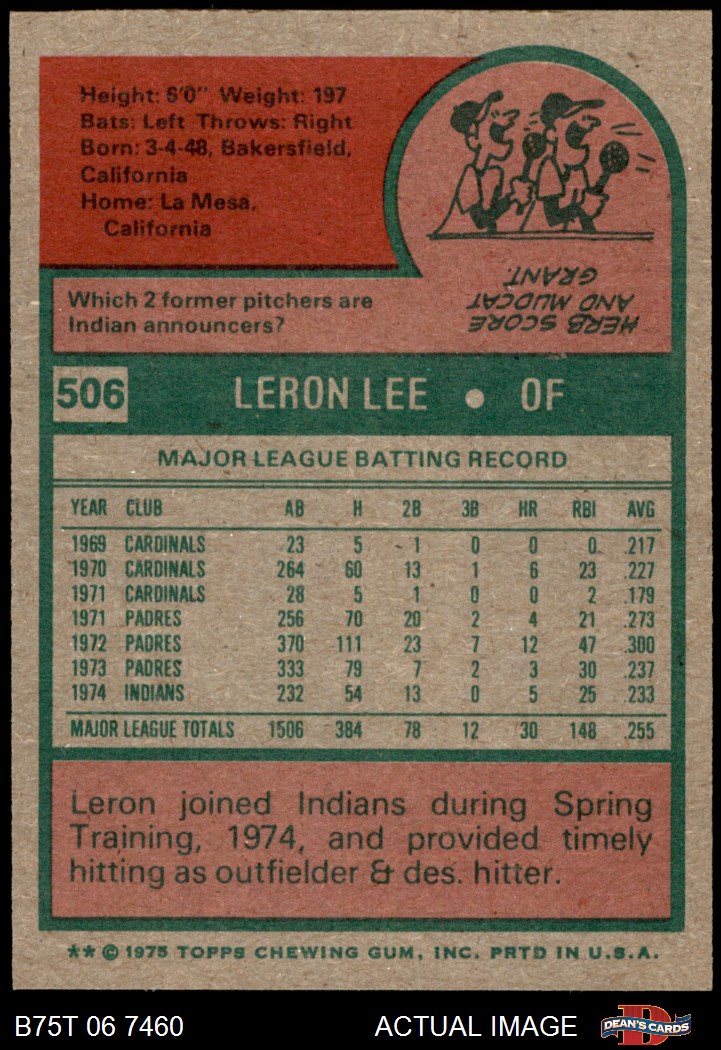 Height: 6'0" Weight: 197
Bats: Left Throws: Right
Born: 3-4-48, Bakersfield,
California
Home: La Mesa,
California
Which 2 former pitchers are
Indian announcers?
HERB SCORE
AND MUDCAT
GRANT.
506 LERON LEE • OF
MAJOR LEAGUE BATTING RECORD
YEAR CLUB AB H 2B 3B HR RBI AVG
1969 CARDINALS 23 5 1 0 0 0 .217
1970 CARDINALS 264 60 13 1 6 23 .227
1971 CARDINALS 28 5 1 0 0 2 .179
1971 PADRES 256 70 20 2 4 21 .273
1972 PADRES 370 111 23 7 12 47 .300
1973 PADRES 333 79 7 2 3 30 .237
1974 INDIANS 232 54 13 0 5 25 .233
MAJOR LEAGUE TOTALS 1506 384 78 12 30 148 .255
Leron joined Indians during Spring
Training, 1974, and provided timely
hitting as outfielder & des. hitter.
** © 1975 TOPPS CHEWING GUM, INC. PRTD IN U.S.A.
B75T 06 7460 ACTUAL IMAGE DEAN'S CARDS